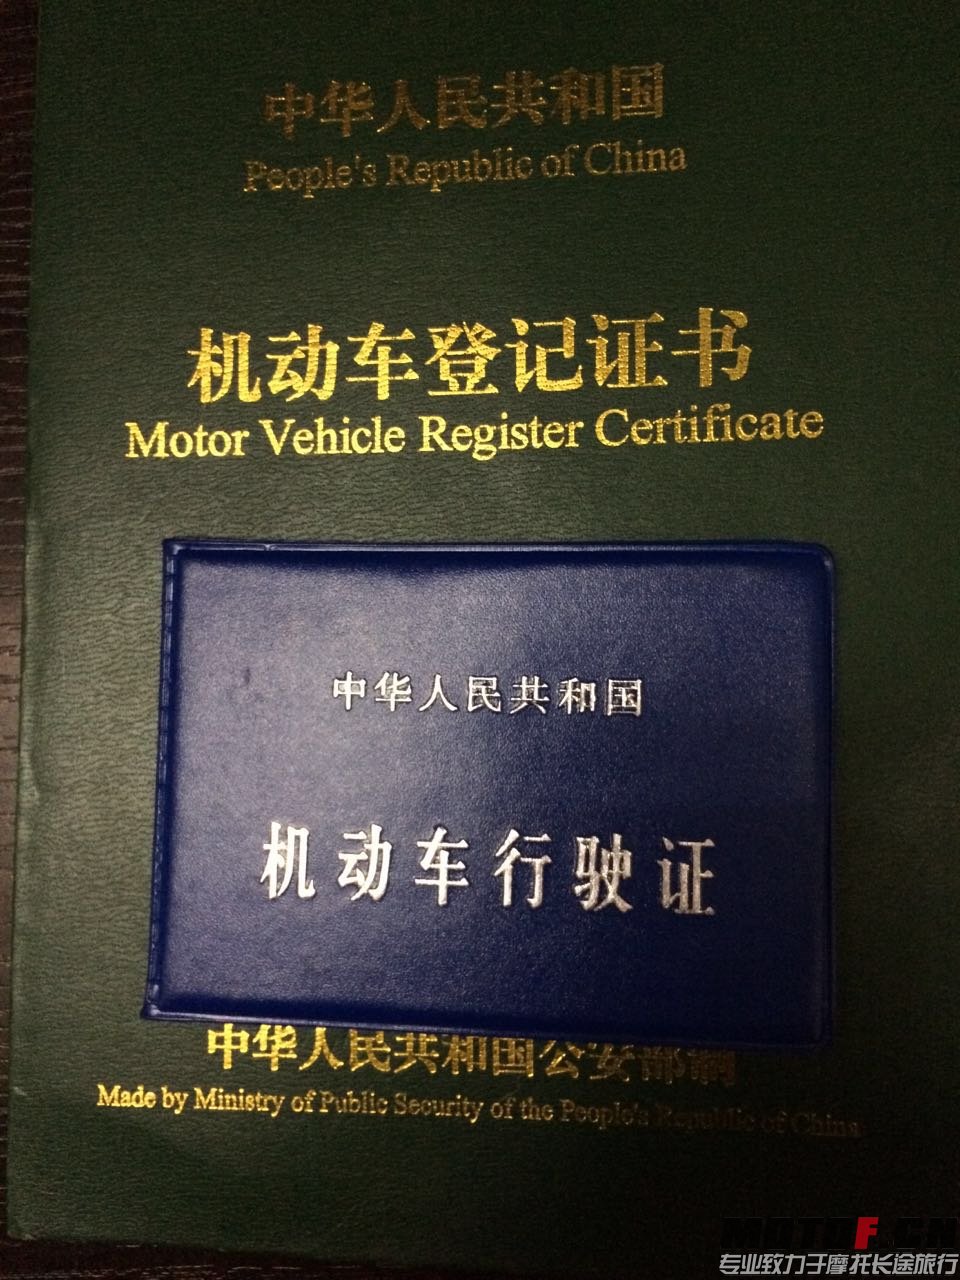 中华人民共和国
People's Republic of China
机动车登记证书
Motor Vehicle Register Certificate
中华人民共和国
机动车行驶证
中华人民共和国公安部制
Made by Ministry of Public Security of the People's Republic of China
MOTOF.CN
专业致力于摩托长途旅行